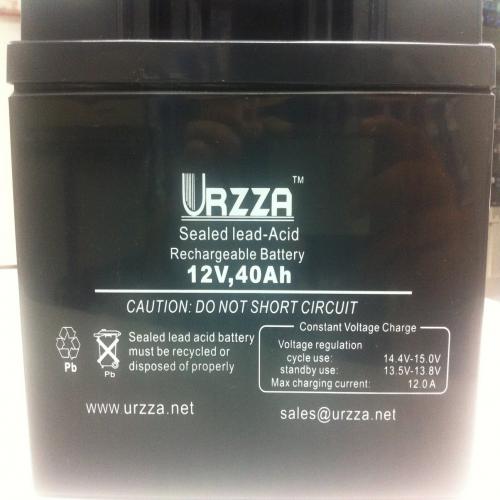 URZZA™
Sealed lead-Acid
Rechargeable Battery
12V,40Ah
CAUTION: DO NOT SHORT CIRCUIT
Pb
Pb
Sealed lead acid battery
must be recycled or
disposed of properly
Constant Voltage Charge
Voltage regulation
cycle use: 14.4V-15.0V
standby use: 13.5V-13.8V
Max charging current: 12.0A
www.urzza.net
sales@urzza.net